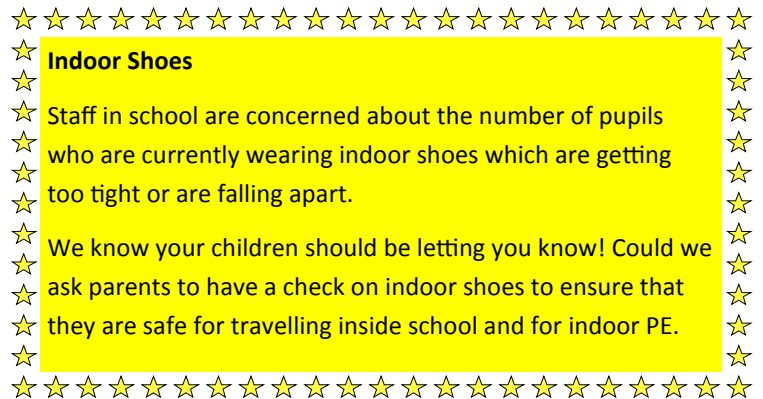 Indoor Shoes
Staff in school are concerned about the number of pupils
who are currently wearing indoor shoes which are getting
too tight or are falling apart.
We know your children should be letting you know! Could we
ask parents to have a check on indoor shoes to ensure that
they are safe for travelling inside school and for indoor PE.